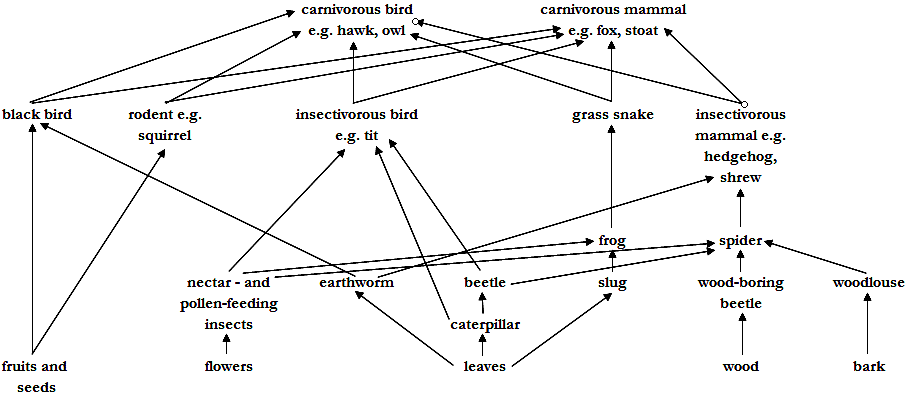 carnivorous bird
e.g. hawk, owl
carnivorous mammal
e.g. fox, stoat
black bird
rodent e.g.
squirrel
insectivorous bird
e.g. tit
grass snake
insectivorous
mammal e.g.
hedgehog,
shrew
frog
spider
nectar - and
pollen-feeding
insects
earthworm
beetle
slug
wood-boring
beetle
woodlouse
caterpillar
fruits and
seeds
flowers
leaves
wood
bark